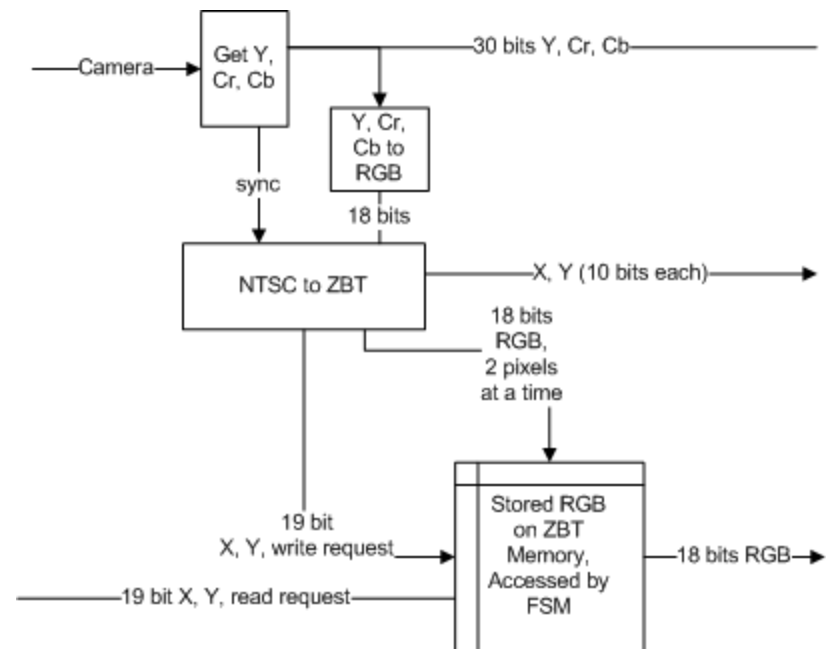 Camera
Get Y,
Cr, Cb
30 bits Y, Cr, Cb
Y, Cr,
Cb to
RGB
sync
18 bits
NTSC to ZBT
X, Y (10 bits each)
18 bits
RGB,
2 pixels
at a time
19 bit
X, Y, write request
Stored RGB
on ZBT
Memory,
Accessed by
FSM
18 bits RGB
19 bit X, Y, read request